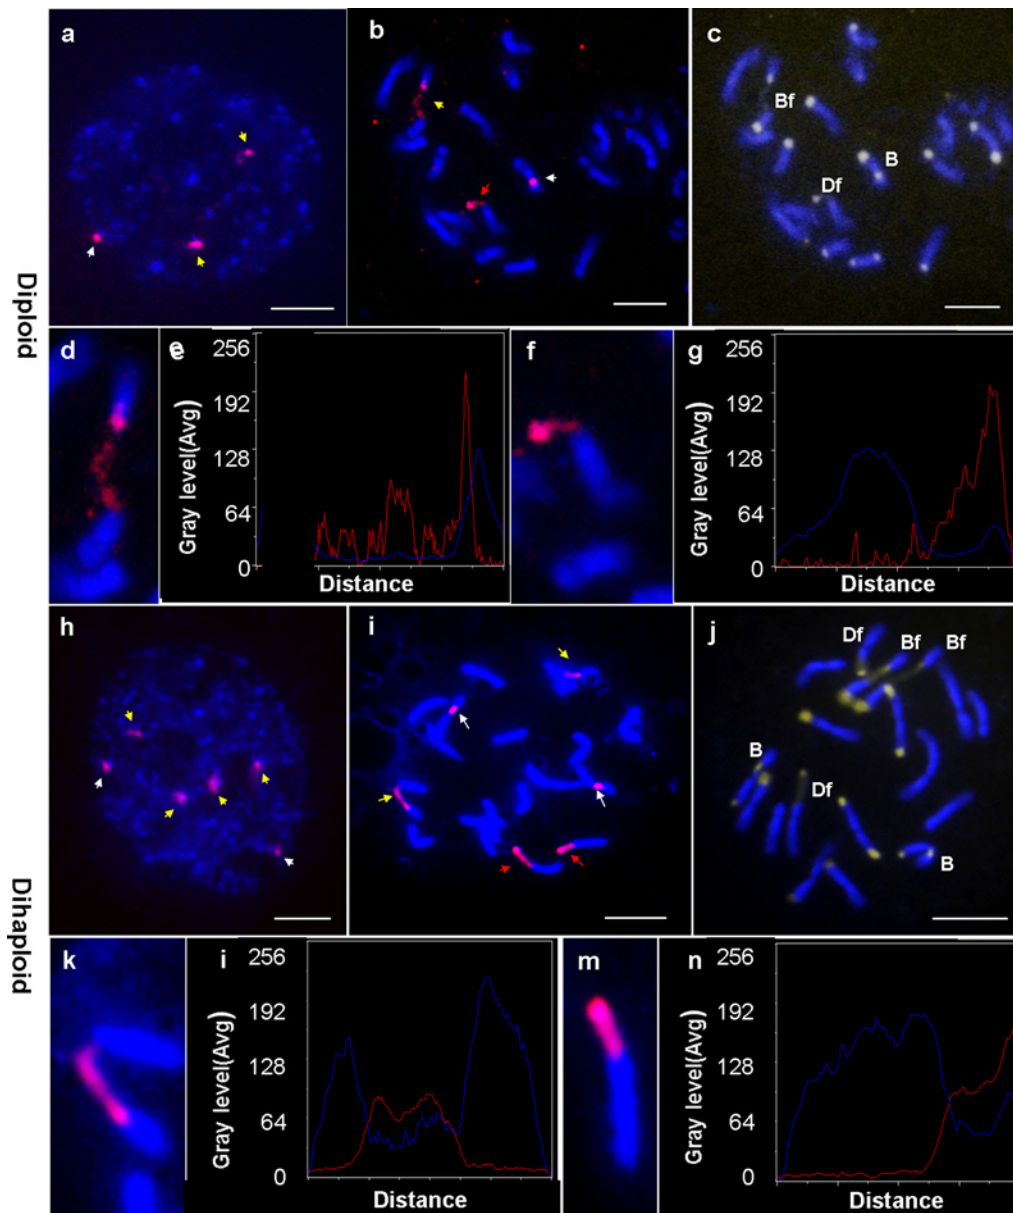 Diploid
a
b
c
Bf
B
Df
d
e
256
192
128
64
0
Gray level(Avg)
Distance
f
g
256
192
128
64
0
Gray level(Avg)
Distance
Dihaploid
h
i
j
Df
Bf
Bf
B
Df
B
k
i
256
192
128
64
0
Gray level(Avg)
Distance
m
n
256
192
128
64
0
Gray level(Avg)
Distance